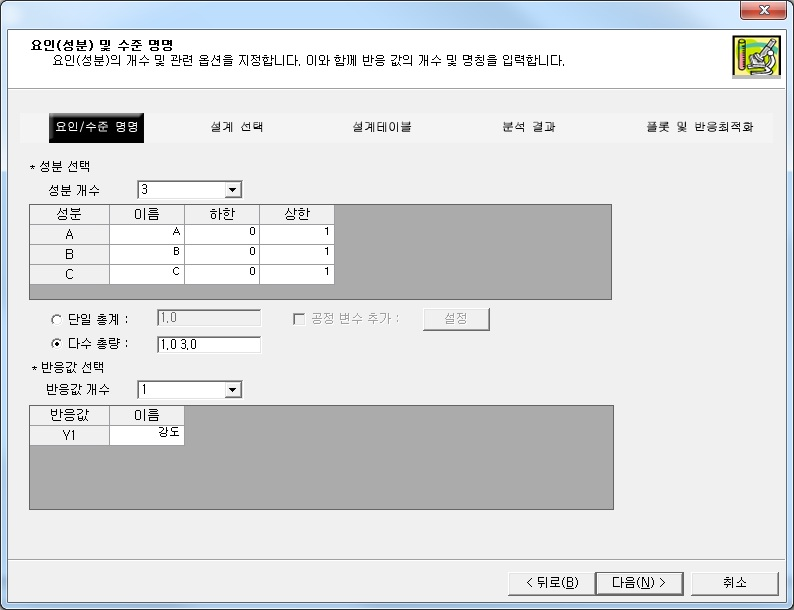 요인(성분) 및 수준 명명
요인(성분)의 개수 및 관련 옵션을 지정합니다. 이와 함께 반응 값의 개수 및 명칭을 입력합니다.
요인/수준 명명 설계 선택 설계테이블 분석 결과 플롯 및 반응최적화
* 성분 선택
성분 개수 3
성분 이름 하한 상한
A A 0 1
B B 0 1
C C 0 1
단일 총계 : 1,0 공정 변수 추가 : 설정
다수 총량 : 1,0 3,0
* 반응값 선택
반응값 개수 1
반응값 이름
Y1 강도
< 뒤로(B) 다음(N) > 취소